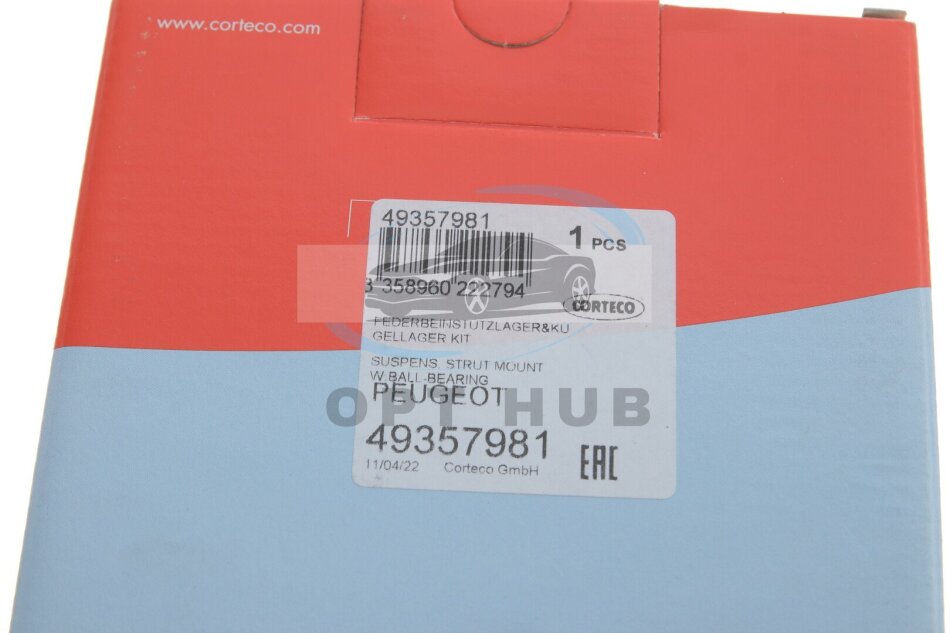 www.corteco.com
49357981
1 PCS
3 358960 222794
CORTECO
FEDERBEINSTÜTZLAGER&KU
GELLAGER KIT
SUSPENS. STRUT MOUNT
W.BALL-BEARING
PEUGEOT
OPT HUB
49357981
11/04/22 Corteco GmbH
EAC